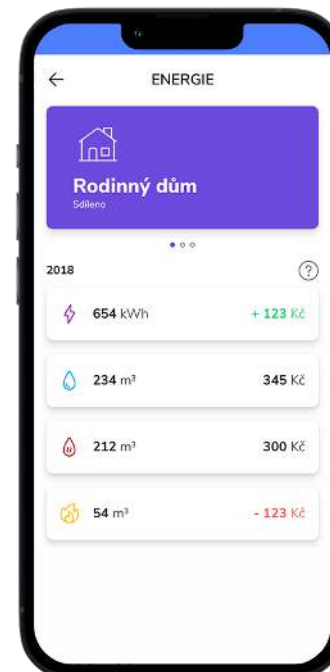 ENERGIE
Rodinný dům
Sdíleno
2018
?
654 kWh + 123 Kč
234 m³ 345 Kč
212 m³ 300 Kč
54 m³ - 123 Kč